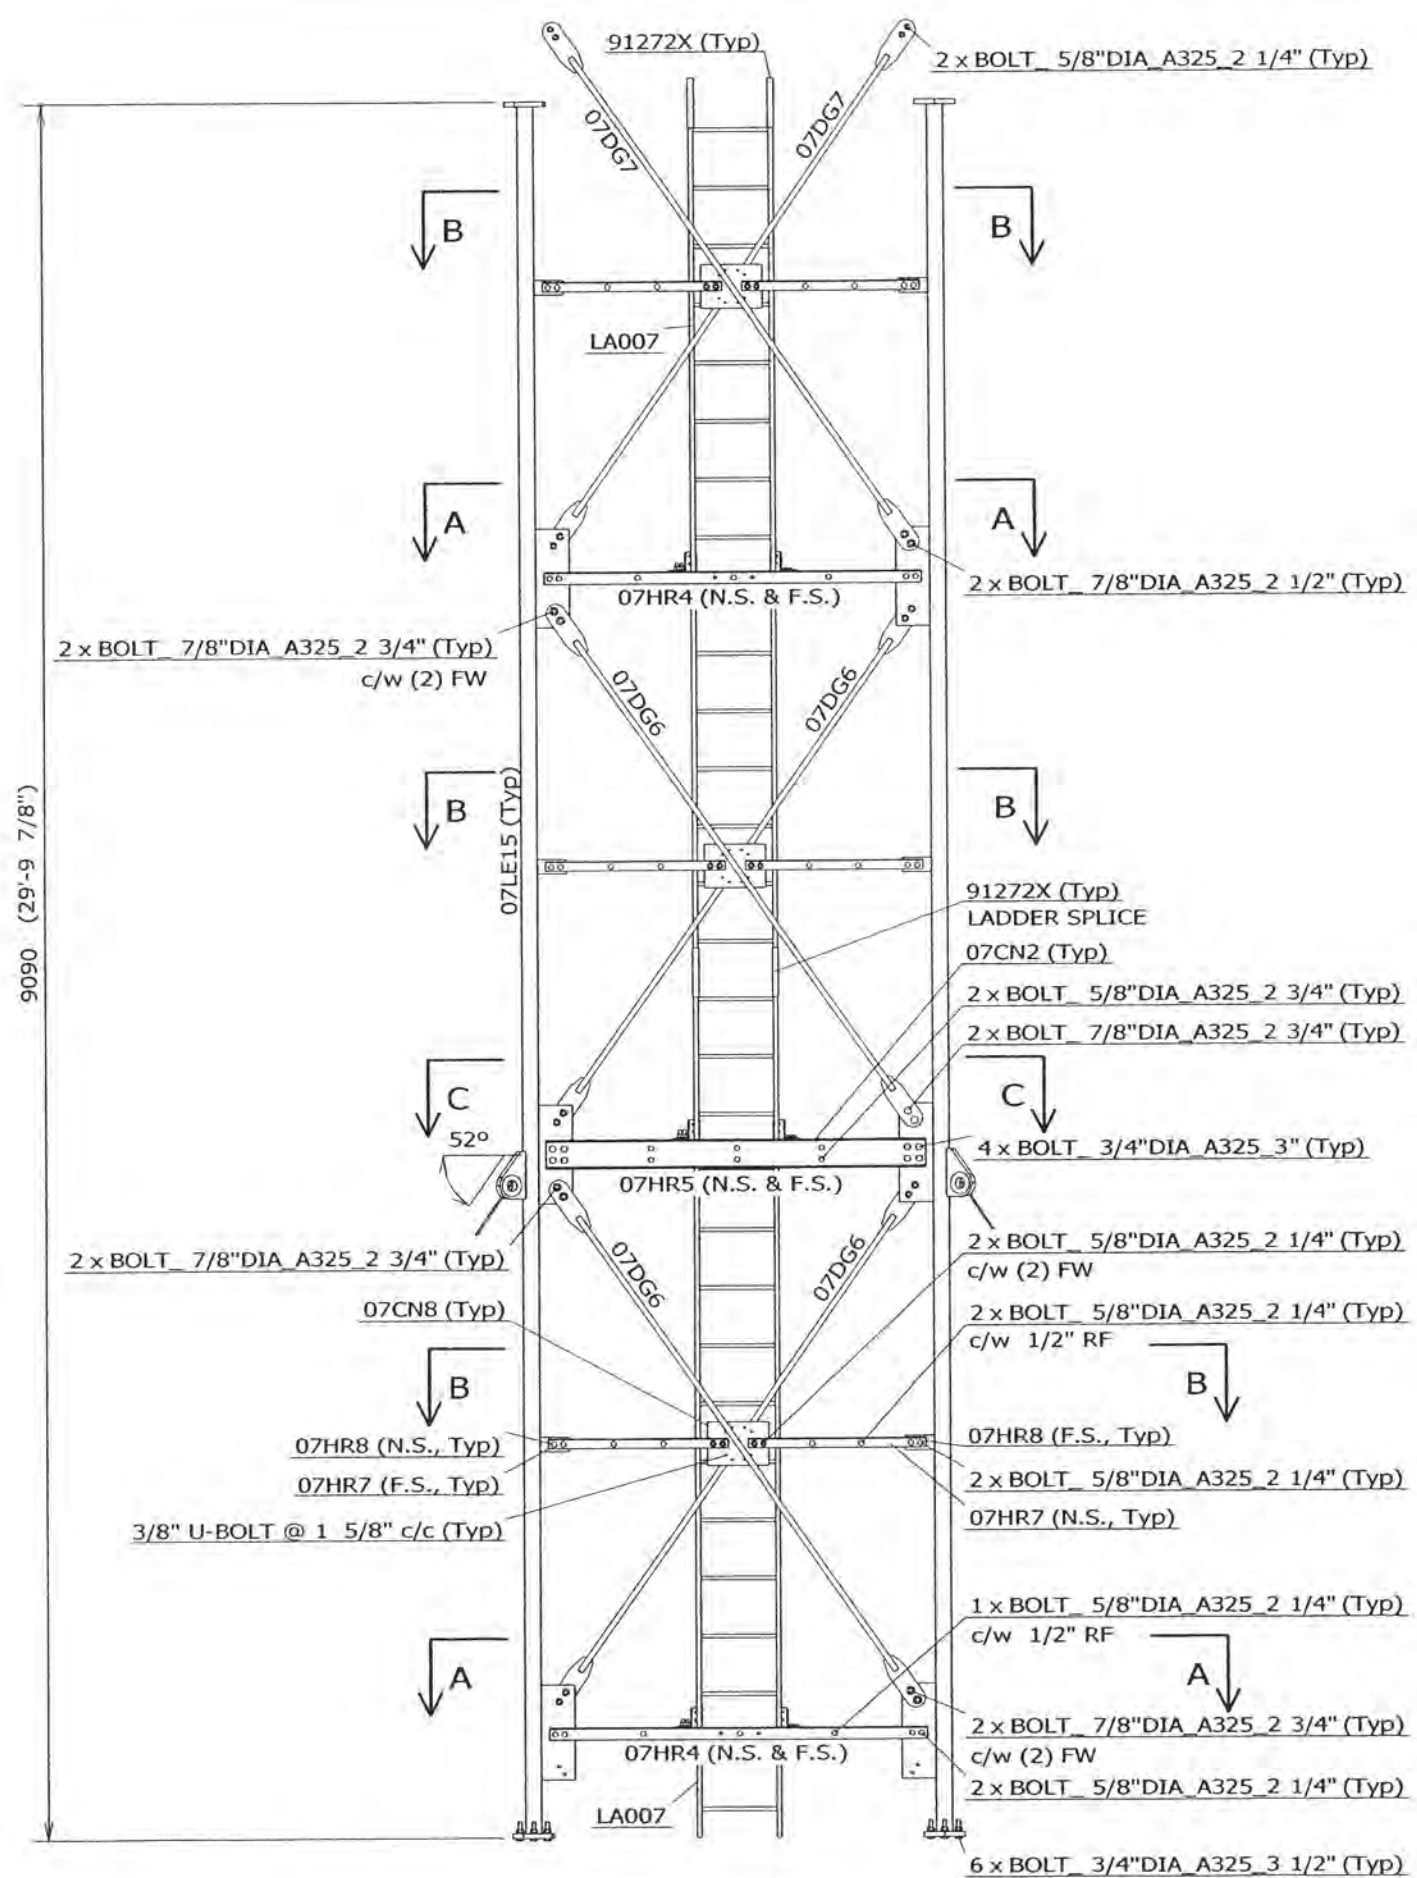 91272X (Typ)
2 x BOLT_ 5/8"DIA_A325_2 1/4" (Typ)
07DG7
07DG7
B
B
LA007
A
A
2 x BOLT_ 7/8"DIA_A325_2 1/2" (Typ)
07HR4 (N.S. & F.S.)
2 x BOLT_ 7/8"DIA_A325_2 3/4" (Typ)
c/w (2) FW
07DG6
07DG6
9090 (29'-9 7/8")
07LE15 (Typ)
B
B
91272X (Typ)
LADDER SPLICE
07CN2 (Typ)
2 x BOLT_ 5/8"DIA_A325_2 3/4" (Typ)
2 x BOLT_ 7/8"DIA_A325_2 3/4" (Typ)
C
C
52°
4 x BOLT_ 3/4"DIA_A325_3" (Typ)
07HR5 (N.S. & F.S.)
2 x BOLT_ 7/8"DIA_A325_2 3/4" (Typ)
07DG6
07DG6
2 x BOLT_ 5/8"DIA_A325_2 1/4" (Typ)
c/w (2) FW
07CN8 (Typ)
2 x BOLT_ 5/8"DIA_A325_2 1/4" (Typ)
c/w 1/2" RF
B
B
07HR8 (N.S., Typ)
07HR8 (F.S., Typ)
07HR7 (F.S., Typ)
2 x BOLT_ 5/8"DIA_A325_2 1/4" (Typ)
07HR7 (N.S., Typ)
3/8" U-BOLT @ 1 5/8" c/c (Typ)
1 x BOLT_ 5/8"DIA_A325_2 1/4" (Typ)
c/w 1/2" RF
A
A
2 x BOLT_ 7/8"DIA_A325_2 3/4" (Typ)
c/w (2) FW
07HR4 (N.S. & F.S.)
2 x BOLT_ 5/8"DIA_A325_2 1/4" (Typ)
LA007
6 x BOLT_ 3/4"DIA_A325_3 1/2" (Typ)